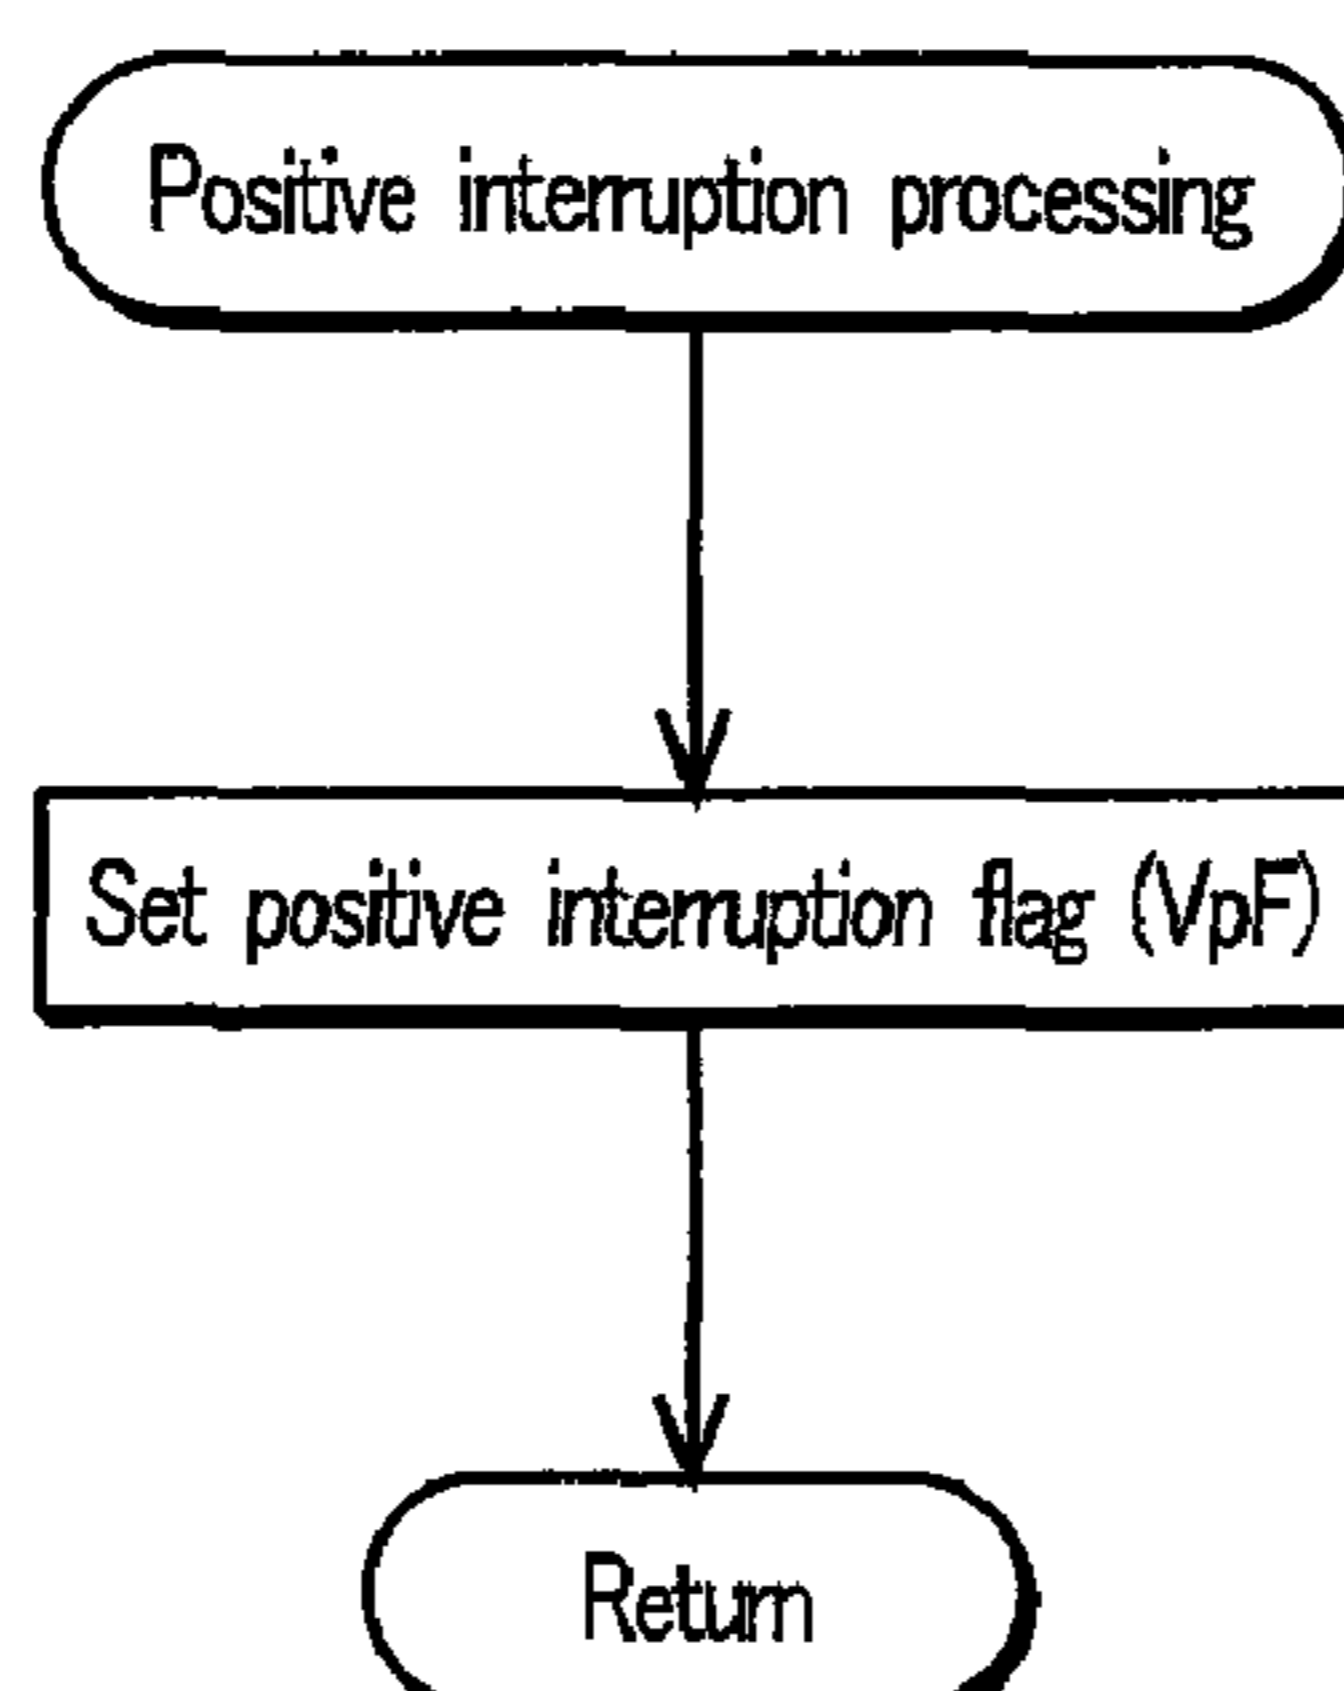 Positive interruption processing
Set positive interruption flag (VpF)
Return